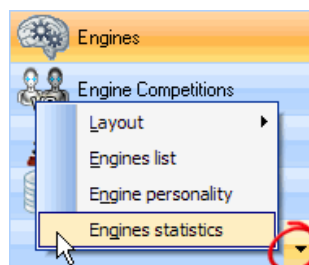 Engines
Engine Competitions
Layout
Engines list
Engine personality
Engines statistics